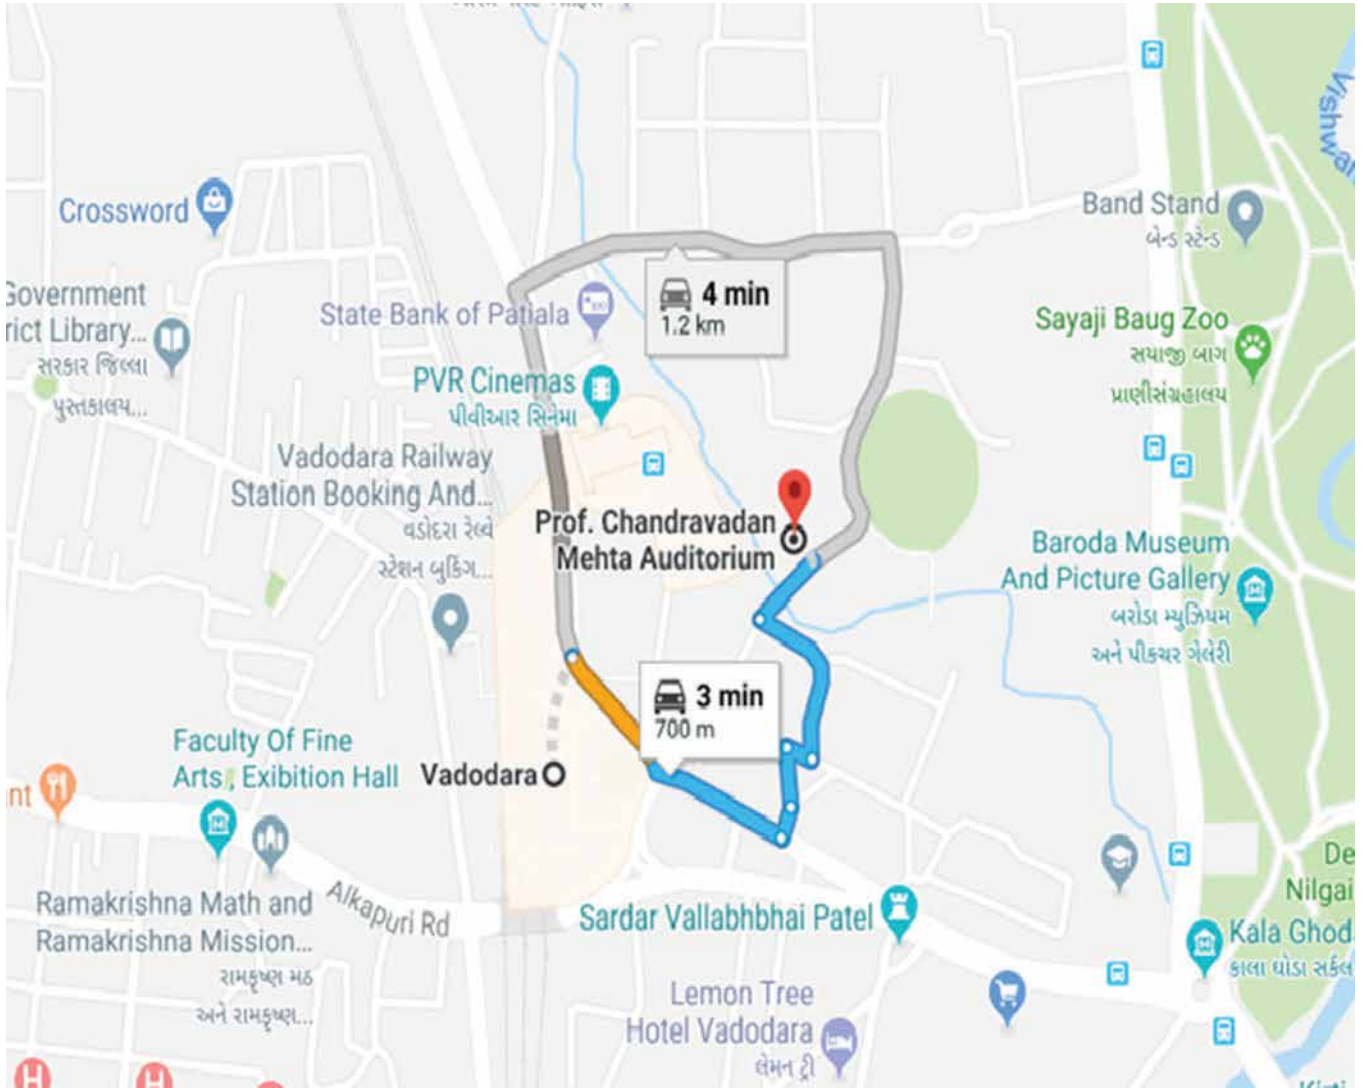 Vishwa
Crossword
Band Stand
બેન્ડ સ્ટેન્ડ
Government
rict Library...
સરકાર જિલ્લા
પુસ્તકાલય...
State Bank of Patiala
4 min
1.2 km
Sayaji Baug Zoo
સયાજી બાગ
પ્રાણીસંગ્રહાલય
PVR Cinemas
પીવીઆર સિનેમા
Vadodara Railway
Station Booking And...
વડોદરા રેલ્વે
સ્ટેશન બુકિંગ...
Prof. Chandravadan
Mehta Auditorium
Baroda Museum
And Picture Gallery
બરોડા મ્યુઝિયમ
અને પીકચર ગેલેરી
3 min
700 m
Faculty Of Fine
Arts, Exibition Hall
Vadodara
nt
De
Nilgai
Ramakrishna Math and
Ramakrishna Mission...
રામકૃષ્ણ મઠ
અને રામકૃષ્ણ...
Alkapuri Rd
Sardar Vallabhbhai Patel
Kala Ghod
કાલા ઘોડા સર્કલ
Lemon Tree
Hotel Vadodara
લેમન ટ્રી
H
H